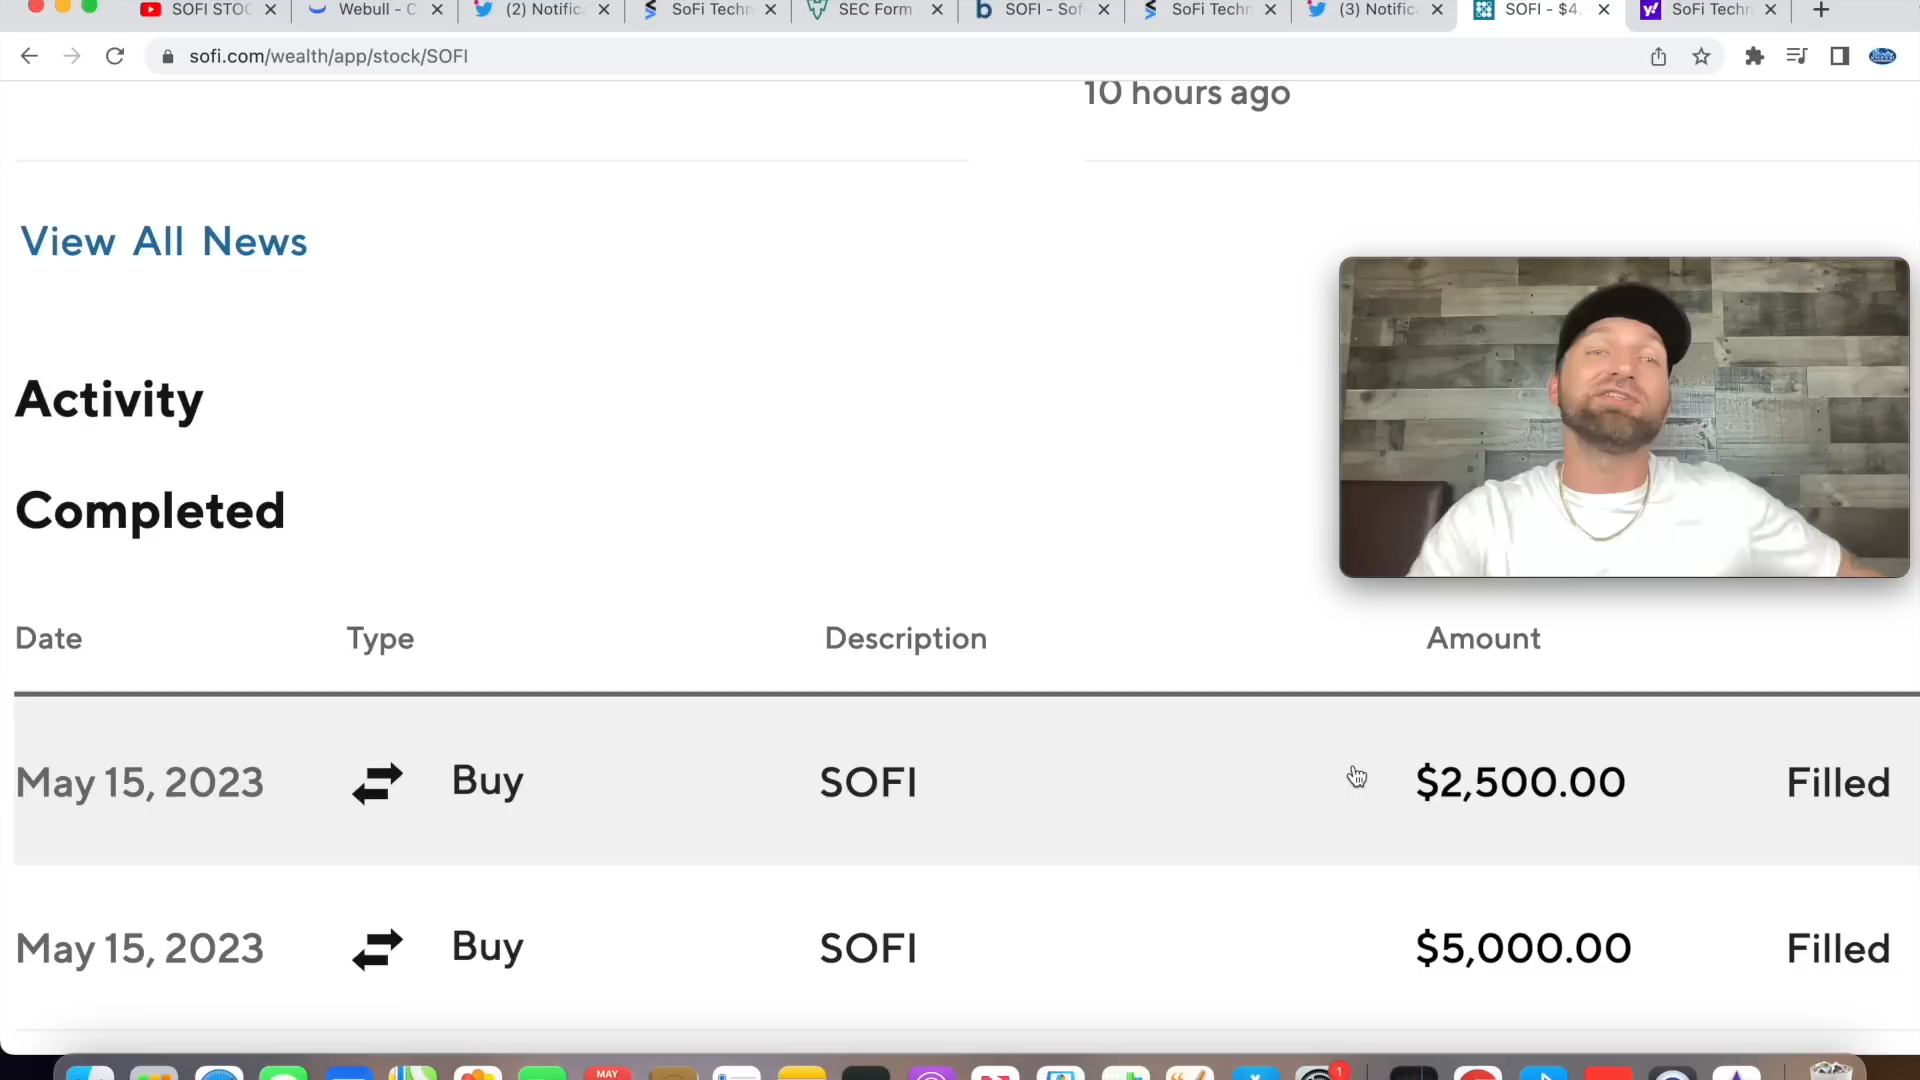 SOFI STOC
Webull - C
(2) Notific
SoFi Techn
SEC Form
SOFI - Sof
SoFi Techn
(3) Notific
SOFI - $4.
SoFi Techn
sofi.com/wealth/app/stock/SOFI
10 hours ago
View All News
Activity
Completed
Date Type Description Amount
May 15, 2023 Buy SOFI $2,500.00 Filled
May 15, 2023 Buy SOFI $5,000.00 Filled
MAY
1